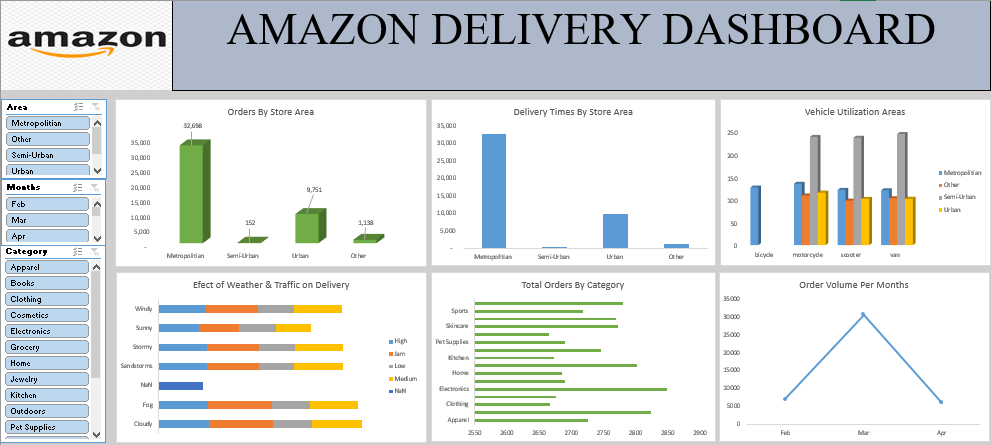 amazon
AMAZON DELIVERY DASHBOARD
Area
Metropolitian
Other
Semi-Urban
Urban
Months
Feb
Mar
Apr
Category
Apparel
Books
Clothing
Cosmetics
Electronics
Grocery
Home
Jewelry
Kitchen
Outdoors
Pet Supplies
Orders By Store Area
32,698
35,000
30,000
25,000
20,000
15,000
10,000
5,000
-
152
9,751
1,138
Metropolitian Semi-Urban Urban Other
Delivery Times By Store Area
35,000
30,000
25,000
20,000
15,000
10,000
5,000
-
Metropolitian Semi-Urban Urban Other
Vehicle Utilization Areas
250
200
150
100
50
0
bicycle motorcycle scooter van
Metropolitian
Other
Semi-Urban
Urban
Efect of Weather & Traffic on Delivery
Windy
Sunny
Stormy
Sandstorms
NaN
Fog
Cloudy
High
Jam
Low
Medium
NaN
Total Orders By Category
Sports
Skincare
Pet Supplies
Kitchen
Home
Electronics
Clothing
Apparel
2550 2600 2650 2700 2750 2800 2850 2900
Order Volume Per Months
35000
30000
25000
20000
15000
10000
5000
0
Feb Mar Apr